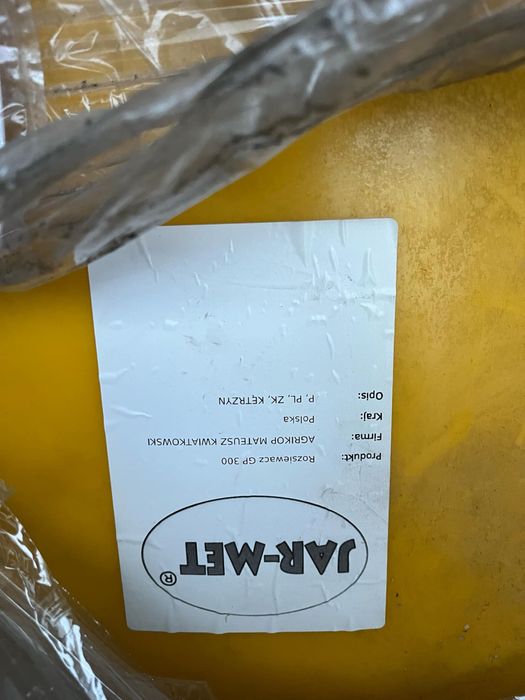 JAR-MET®
Produkt: Rozsiewacz GP 300
Firma: AGRIKOP MATEUSZ KWIATKOWSKI
Kraj: Polska
Opis: P, PL, ZK, KĘTRZYN